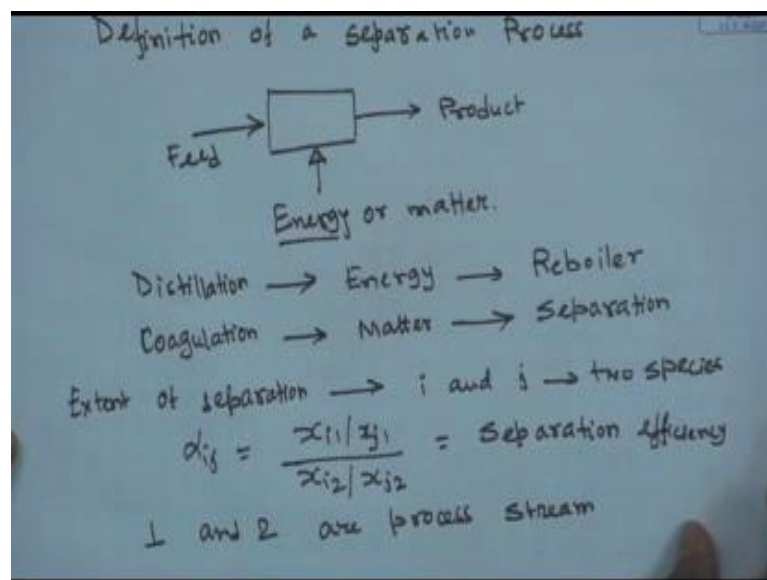 Definition of a separation Process
Feed → Product
Energy or matter.
Distillation → Energy → Reboiler
Coagulation → Matter → Separation
Extent of separation → i and j → two species
αij = xi1/xj1 / xi2/xj2 = Separation efficiency
1 and 2 are process stream